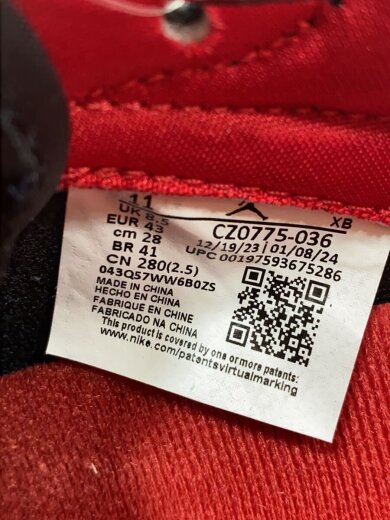 11
UK 8.5
EUR 43
cm 28
BR 41
CN 280(2.5)
XB
CZ0775-036
12/19/23 | 01/08/24
UPC 00197593675286
043Q57WW6B0ZS
MADE IN CHINA
HECHO EN CHINA
FABRIQUE EN CHINE
FABRICADO NA CHINA
This product is covered by one or more patents:
www.nike.com/patentsvirtualmarking